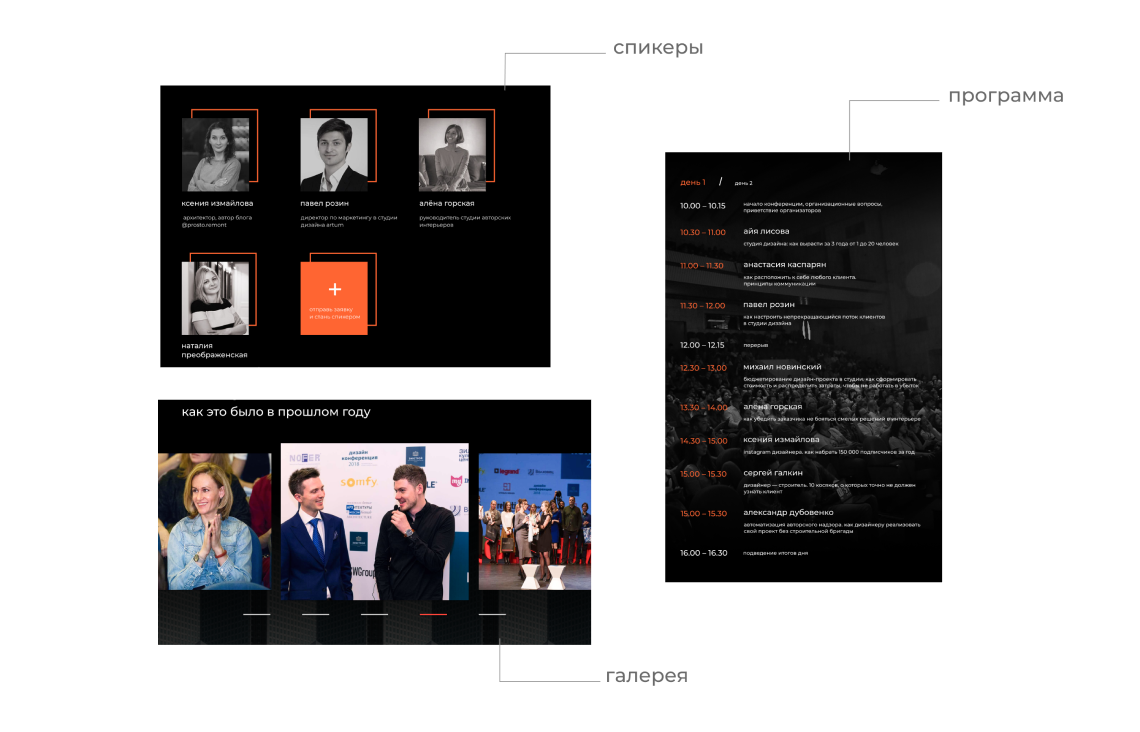 спикеры
программа
ксения измайлова
архитектор, автор блога
@prosto.remont
павел розин
директор по маркетингу в студии
дизайна artum
алёна горская
руководитель студии авторских
интерьеров
наталия
преображенская
+
отправь заявку
и стань спикером
как это было в прошлом году
NOFER
дизайн
конференция
2018
somfy
legrand
WGroup
галерея
день 1 / день 2
10.00 – 10.15
начало конференции, организационные вопросы,
приветствие организаторов
10.30 – 11.00
айя лисова
студия дизайна: как вырасти за 3 года от 1 до 20 человек
11.00 – 11.30
анастасия каспарян
как расположить к себе любого клиента.
принципы коммуникации
11.30 – 12.00
павел розин
как настроить непрекращающийся поток клиентов
в студии дизайна
12.00 – 12.15
перерыв
12.30 – 13.00
михаил новинский
бюджетирование дизайн-проекта в студии. как сформировать
стоимость и распределить затраты, чтобы не работать в убыток
13.30 – 14.00
алёна горская
как убедить заказчика не бояться смелых решений в интерьере
14.30 – 15.00
ксения измайлова
instagram дизайнера. как набрать 150 000 подписчиков за год
15.00 – 15.30
сергей галкин
дизайнер — строитель. 10 косяков, о которых точно не должен
узнать клиент
15.00 – 15.30
александр дубовенко
автоматизация авторского надзора. как дизайнеру реализовать
свой проект без строительной бригады
16.00 – 16.30
подведение итогов дня